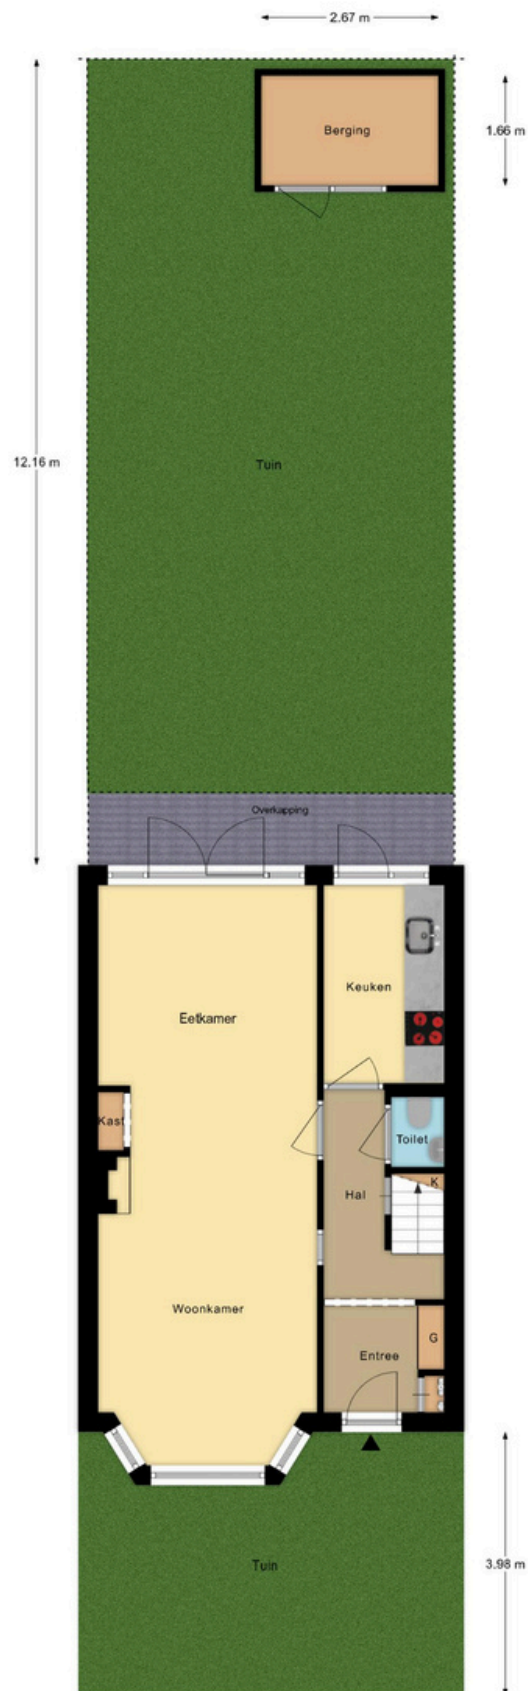 2.67 m
Berging
1.66 m
12.16 m
Tuin
Overkapping
Keuken
Eetkamer
Kast
Toilet
K
Hal
Woonkamer
G
Entree
Tuin
3.98 m